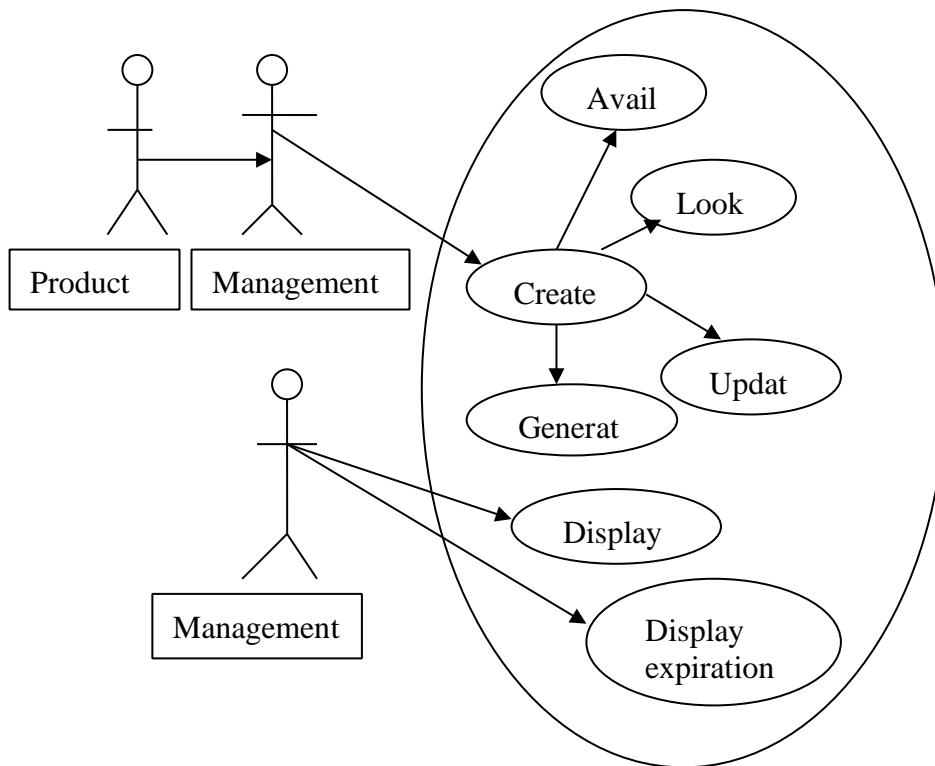 Avail
Look
Product
Management
Create
Updat
Generat
Display
Management
Display
expiration